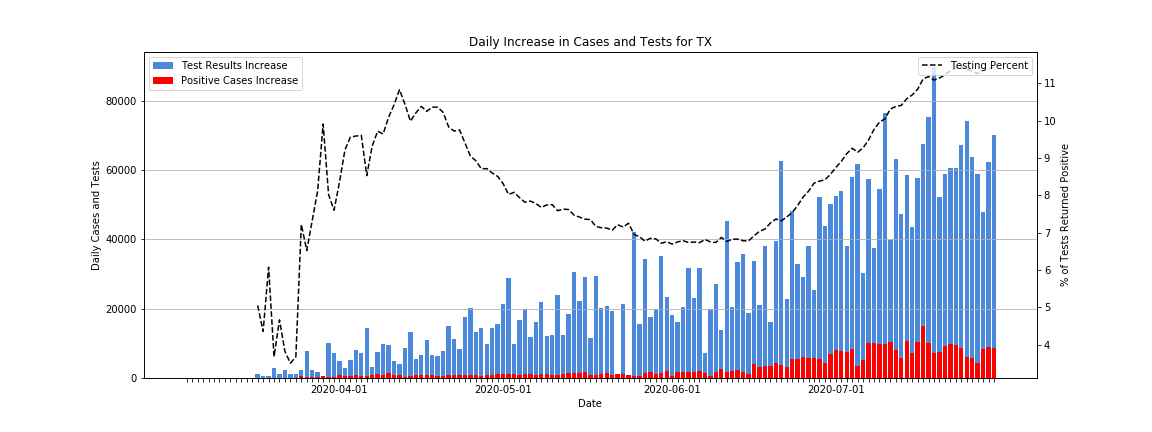 Daily Increase in Cases and Tests for TX
Test Results Increase
Positive Cases Increase
Testing Percent
80000
60000
40000
20000
0
Daily Cases and Tests
11
10
9
8
7
6
5
4
% of Tests Returned Positive
2020-04-01
2020-05-01
2020-06-01
2020-07-01
Date